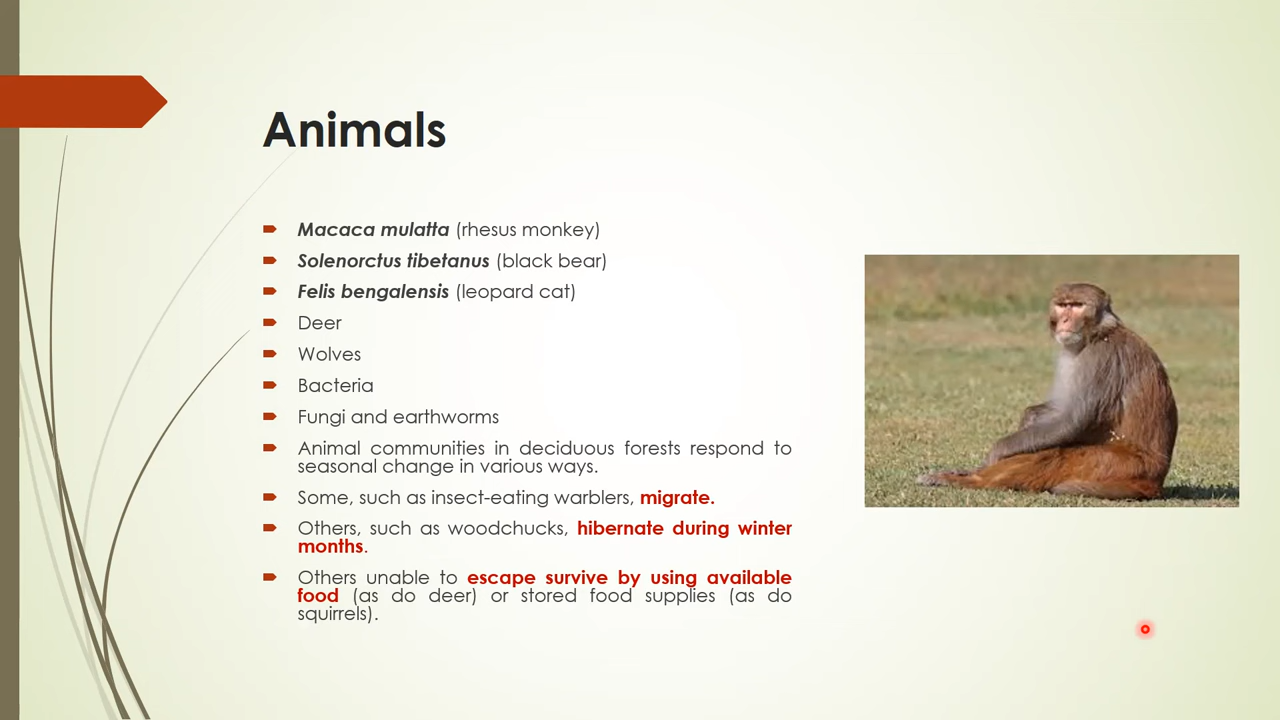 Animals
Macaca mulatta (rhesus monkey)
Solenorctus tibetanus (black bear)
Felis bengalensis (leopard cat)
Deer
Wolves
Bacteria
Fungi and earthworms
Animal communities in deciduous forests respond to
seasonal change in various ways.
Some, such as insect-eating warblers, migrate.
Others, such as woodchucks, hibernate during winter
months.
Others unable to escape survive by using available
food (as do deer) or stored food supplies (as do
squirrels).